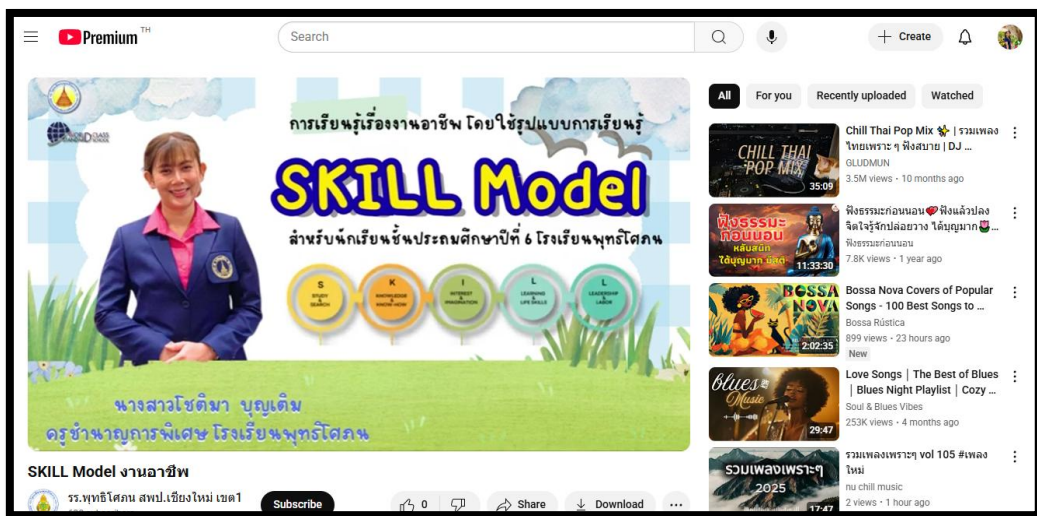 Premium TH
Search
Create
การเรียนรู้เรื่องงานอาชีพ โดยใช้รูปแบบการเรียนรู้
SKILL Model
สำหรับนักเรียนชั้นประถมศึกษาปีที่ 6 โรงเรียนพุทธิโศภน
S
STUDY
&
SEARCH
K
KNOWLEDGE
&
KNOW-HOW
I
INTEREST
&
IMAGINATION
L
LEARNING
&
LIFE SKILLS
L
LEADERSHIP
&
LABOR
นางสาวโชติมา บุญเติม
ครูชำนาญการพิเศษ โรงเรียนพุทธิโศภน
SKILL Model งานอาชีพ
รร.พุทธิโศภน สพป.เชียงใหม่ เขต1
Subscribe
0
Share
Download
All
For you
Recently uploaded
Watched
CHILL THAI
POP MIX
35:09
Chill Thai Pop Mix ✨ | รวมเพลง
ไทยเพราะ ๆ ฟังสบาย | DJ ...
GLUDMUN
3.5M views • 10 months ago
ฟังธรรมะ
ก่อนนอน
หลับสนิท
ได้บุญมาก มีสติ
11:33:30
ฟังธรรมะก่อนนอน❤️ฟังแล้วปลง
จิตใจรู้จักปล่อยวาง ได้บุญมาก🌷...
ฟังธรรมะก่อนนอน
7.8K views • 1 year ago
BOSSA
NOVA
2:02:35
Bossa Nova Covers of Popular
Songs - 100 Best Songs to ...
Bossa Rústica
899 views • 23 hours ago
New
blues
Music
29:47
Love Songs | The Best of Blues
| Blues Night Playlist | Cozy ...
Soul & Blues Vibes
253K views • 4 months ago
รวมเพลงเพราะๆ
2025
17:47
รวมเพลงเพราะๆ vol 105 #เพลง
ใหม่
nu chill music
2 views • 1 hour ago